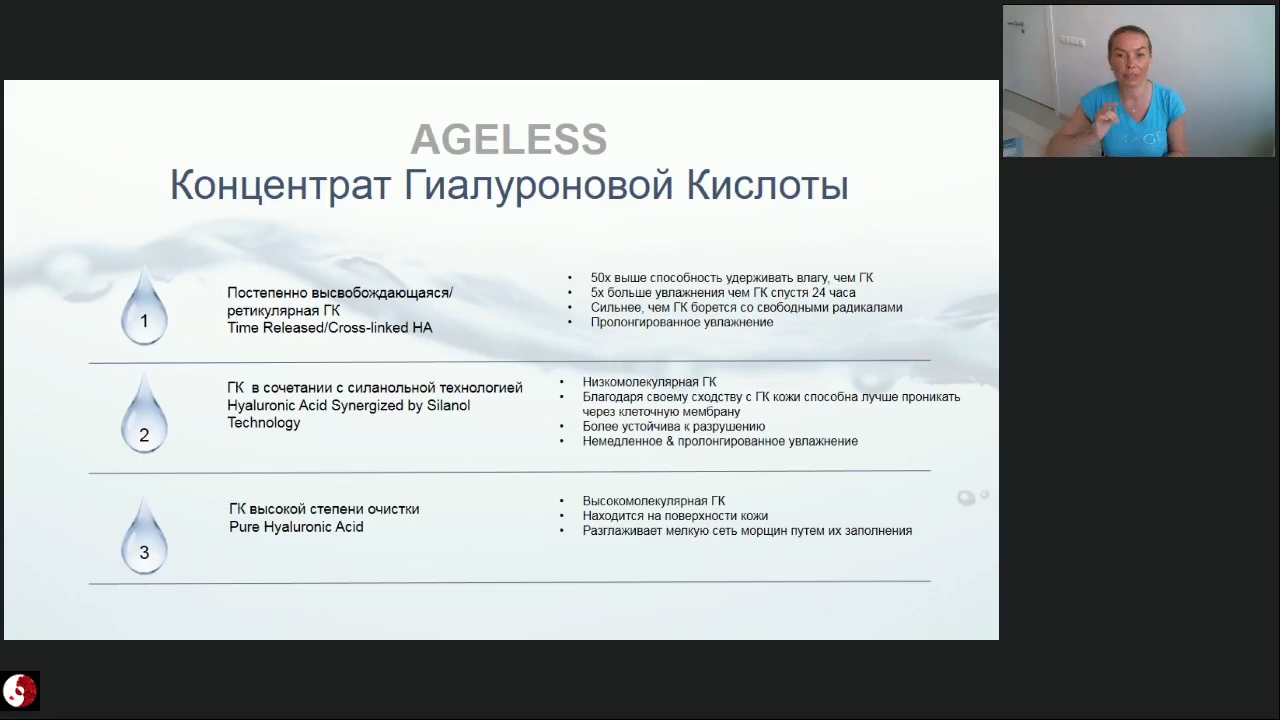 AGELESS
Концентрат Гиалуроновой Кислоты
1
Постепенно высвобождающаяся/
ретикулярная ГК
Time Released/Cross-linked HA
• 50х выше способность удерживать влагу, чем ГК
• 5х больше увлажнения чем ГК спустя 24 часа
• Сильнее, чем ГК борется со свободными радикалами
• Пролонгированное увлажнение
2
ГК в сочетании с силанольной технологией
Hyaluronic Acid Synergized by Silanol
Technology
• Низкомолекулярная ГК
• Благодаря своему сходству с ГК кожи способна лучше проникать
через клеточную мембрану
• Более устойчива к разрушению
• Немедленное & пролонгированное увлажнение
3
ГК высокой степени очистки
Pure Hyaluronic Acid
• Высокомолекулярная ГК
• Находится на поверхности кожи
• Разглаживает мелкую сеть морщин путем их заполнения